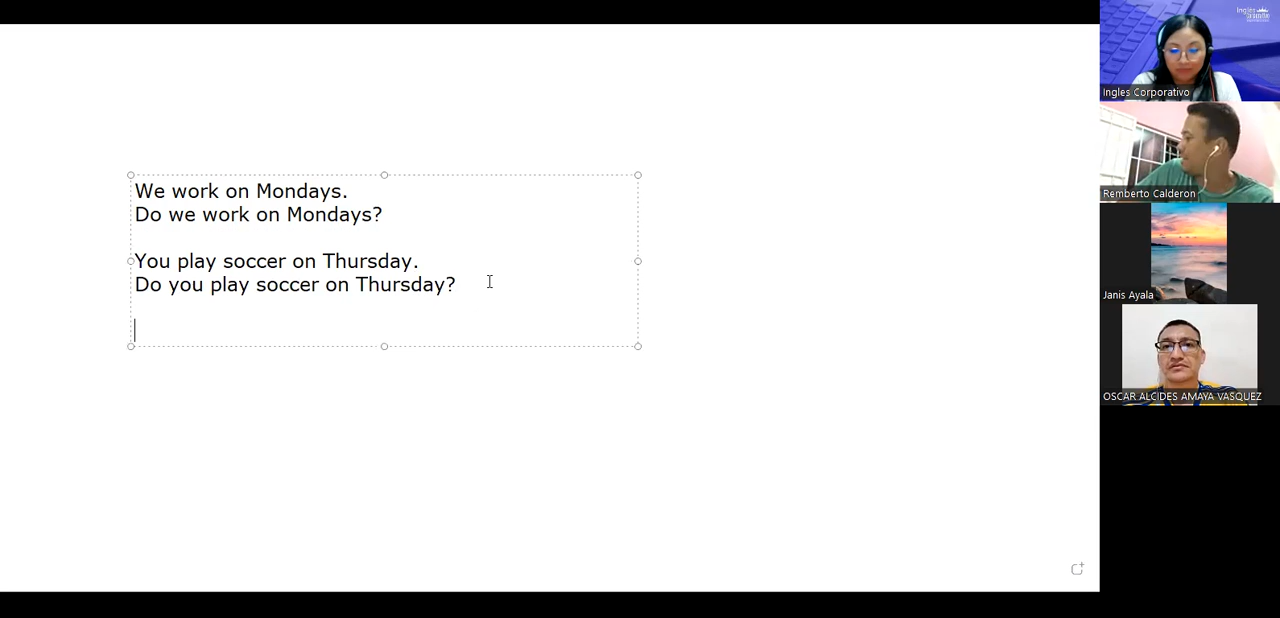 We work on Mondays.
Do we work on Mondays?
You play soccer on Thursday.
Do you play soccer on Thursday?
Ingles Corporativo
Remberto Calderon
Janis Ayala
OSCAR ALCIDES AMAYA VASQUEZ